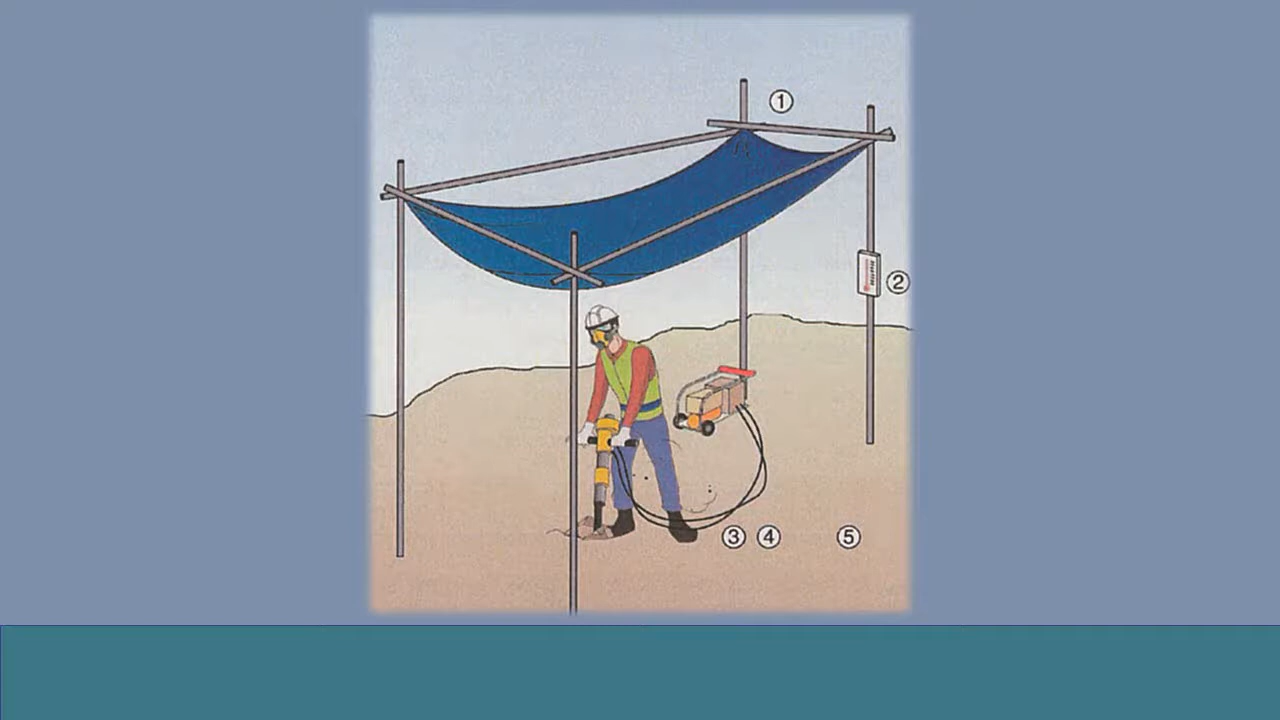 ①
②
③ ④ ⑤